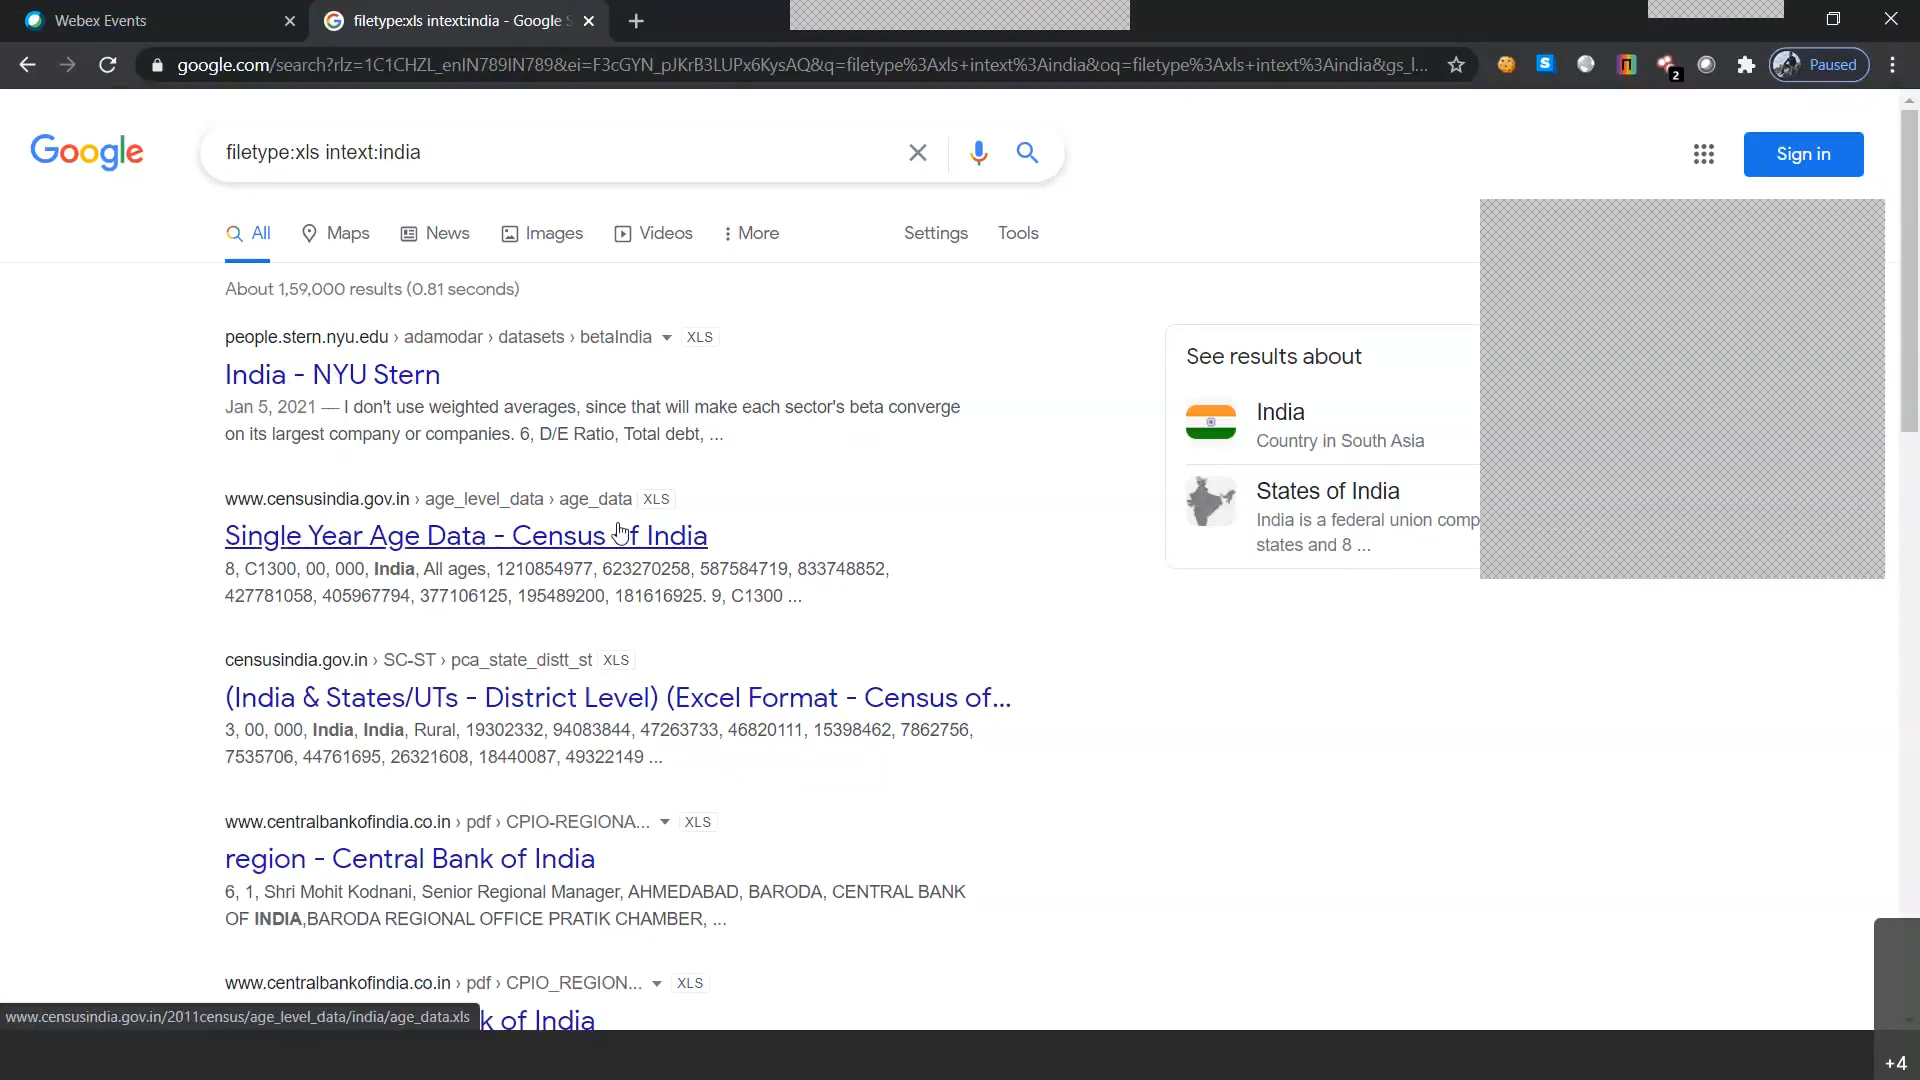 Webex Events
filetype:xls intext:india - Google S
google.com/search?rlz=1C1CHZL_enIN789IN789&ei=F3cGYN_pJKrB3LUPx6KysAQ&q=filetype%3Axls+intext%3Aindia&oq=filetype%3Axls+intext%3Aindia&gs_l...
2
Paused
Google
filetype:xls intext:india
Sign in
All Maps News Images Videos More Settings Tools
About 1,59,000 results (0.81 seconds)
people.stern.nyu.edu › adamodar › datasets › betaIndia XLS
India - NYU Stern
Jan 5, 2021 — I don't use weighted averages, since that will make each sector's beta converge
on its largest company or companies. 6, D/E Ratio, Total debt, ...
See results about
India
Country in South Asia
States of India
India is a federal union comp
states and 8 ...
www.censusindia.gov.in › age_level_data › age_data XLS
Single Year Age Data - Census of India
8, C1300, 00, 000, India, All ages, 1210854977, 623270258, 587584719, 833748852,
427781058, 405967794, 377106125, 195489200, 181616925. 9, C1300 ...
censusindia.gov.in › SC-ST › pca_state_distt_st XLS
(India & States/UTs - District Level) (Excel Format - Census of...
3, 00, 000, India, India, Rural, 19302332, 94083844, 47263733, 46820111, 15398462, 7862756,
7535706, 44761695, 26321608, 18440087, 49322149 ...
www.centralbankofindia.co.in › pdf › CPIO-REGIONA... XLS
region - Central Bank of India
6, 1, Shri Mohit Kodnani, Senior Regional Manager, AHMEDABAD, BARODA, CENTRAL BANK
OF INDIA,BARODA REGIONAL OFFICE PRATIK CHAMBER, ...
www.centralbankofindia.co.in › pdf › CPIO_REGION... XLS
k of India
www.censusindia.gov.in/2011census/age_level_data/india/age_data.xls
+4